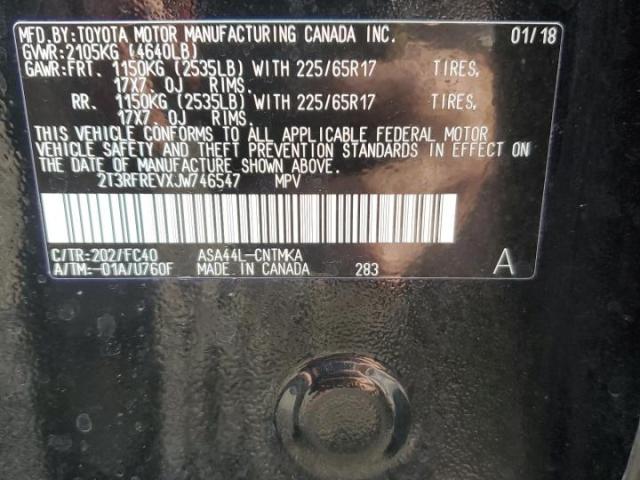 MFD.BY:TOYOTA MOTOR MANUFACTURING CANADA INC. 01/18
GVWR:2105KG (4640LB)
GAWR:FRT. 1150KG (2535LB) WITH 225/65R17 TIRES,
17X7. 0J RIMS.
RR. 1150KG (2535LB) WITH 225/65R17 TIRES,
17X7. 0J RIMS.
THIS VEHICLE CONFORMS TO ALL APPLICABLE FEDERAL MOTOR
VEHICLE SAFETY AND THEFT PREVENTION STANDARDS IN EFFECT ON
THE DATE OF MANUFACTURE SHOWN ABOVE.
2T3RFREVXJW746547 MPV
C/TR:202/FC40 ASA44L-CNTMKA
A/TM:-01A/U760F MADE IN CANADA 283 A